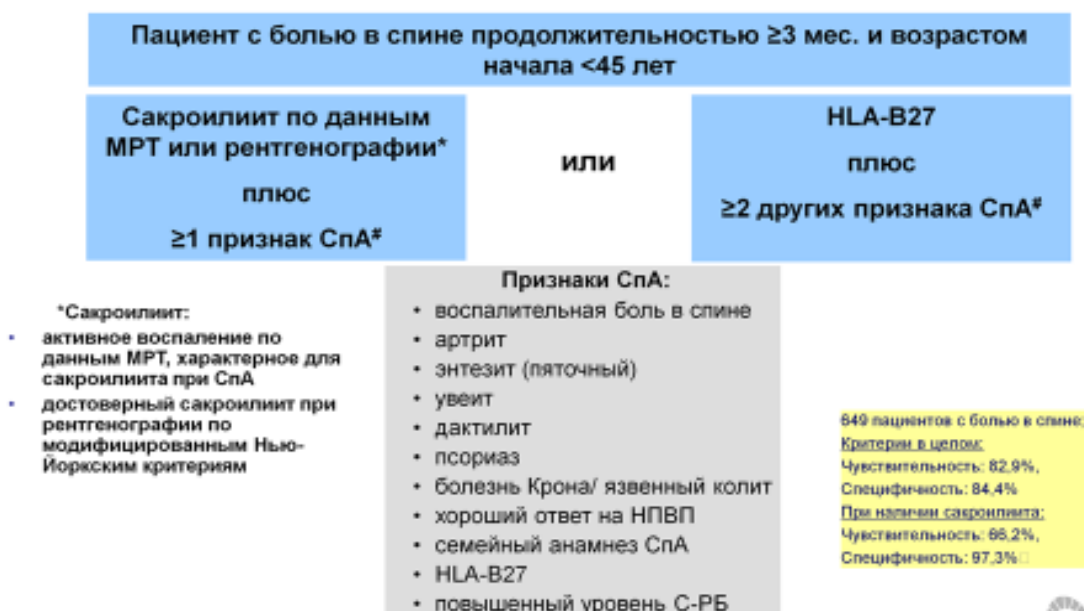 Пациент с болью в спине продолжительностью ≥3 мес. и возрастом
начала <45 лет
Сакроилиит по данным
МРТ или рентгенографии*
плюс
≥1 признак СпА#
или
HLA-B27
плюс
≥2 других признака СпА#
Признаки СпА:
• воспалительная боль в спине
• артрит
• энтезит (пяточный)
• увеит
• дактилит
• псориаз
• болезнь Крона/ язвенный колит
• хороший ответ на НПВП
• семейный анамнез СпА
• HLA-B27
• повышенный уровень С-РБ
*Сакроилиит:
• активное воспаление по
данным МРТ, характерное для
сакроилиита при СпА
• достоверный сакроилиит при
рентгенографии по
модифицированным Нью-
Йоркским критериям
649 пациентов с болью в спине;
Критерии в целом:
Чувствительность: 82,9%,
Специфичность: 84,4%
При наличии сакроилиита:
Чувствительность: 66,2%,
Специфичность: 97,3%